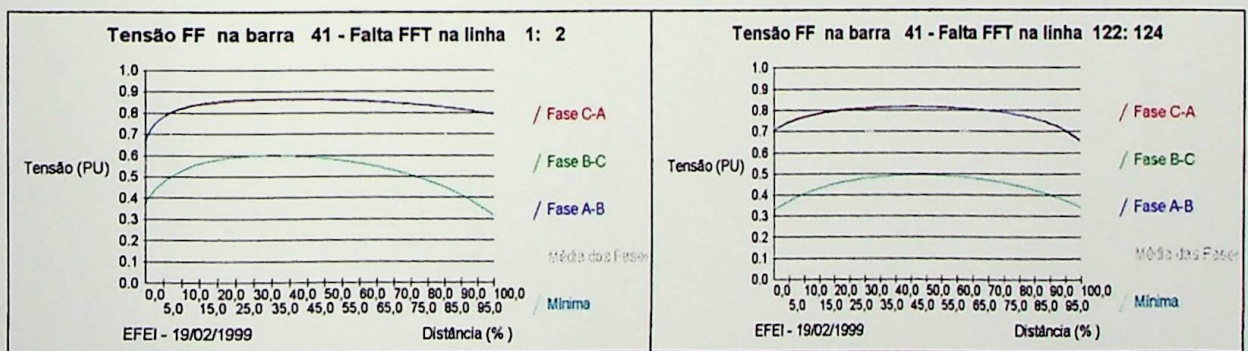 Tensão FF na barra 41 - Falta FFT na linha 1: 2
1.0
0.9
0.8
0.7
0.6
0.5
0.4
0.3
0.2
0.1
0.0
Tensão (PU)
0,0 10,0 20,0 30,0 40,0 50,0 60,0 70,0 80,0 90,0 100,0
5,0 15,0 25,0 35,0 45,0 55,0 65,0 75,0 85,0 95,0
EFEI - 19/02/1999
Distância (% )
Fase C-A
Fase B-C
Fase A-B
Média das Fases
Mínima
Tensão FF na barra 41 - Falta FFT na linha 122: 124
1.0
0.9
0.8
0.7
0.6
0.5
0.4
0.3
0.2
0.1
0.0
Tensão (PU)
0,0 10,0 20,0 30,0 40,0 50,0 60,0 70,0 80,0 90,0 100,0
5,0 15,0 25,0 35,0 45,0 55,0 65,0 75,0 85,0 95,0
EFEI - 19/02/1999
Distância (% )
Fase C-A
Fase B-C
Fase A-B
Média das Fases
Mínima